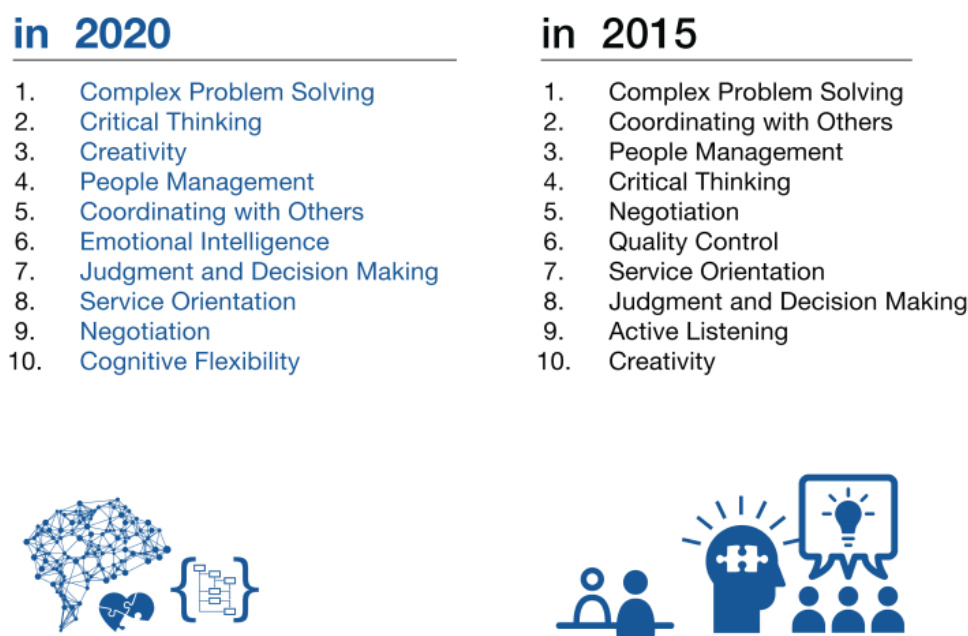 in 2020
1. Complex Problem Solving
2. Critical Thinking
3. Creativity
4. People Management
5. Coordinating with Others
6. Emotional Intelligence
7. Judgment and Decision Making
8. Service Orientation
9. Negotiation
10. Cognitive Flexibility
in 2015
1. Complex Problem Solving
2. Coordinating with Others
3. People Management
4. Critical Thinking
5. Negotiation
6. Quality Control
7. Service Orientation
8. Judgment and Decision Making
9. Active Listening
10. Creativity